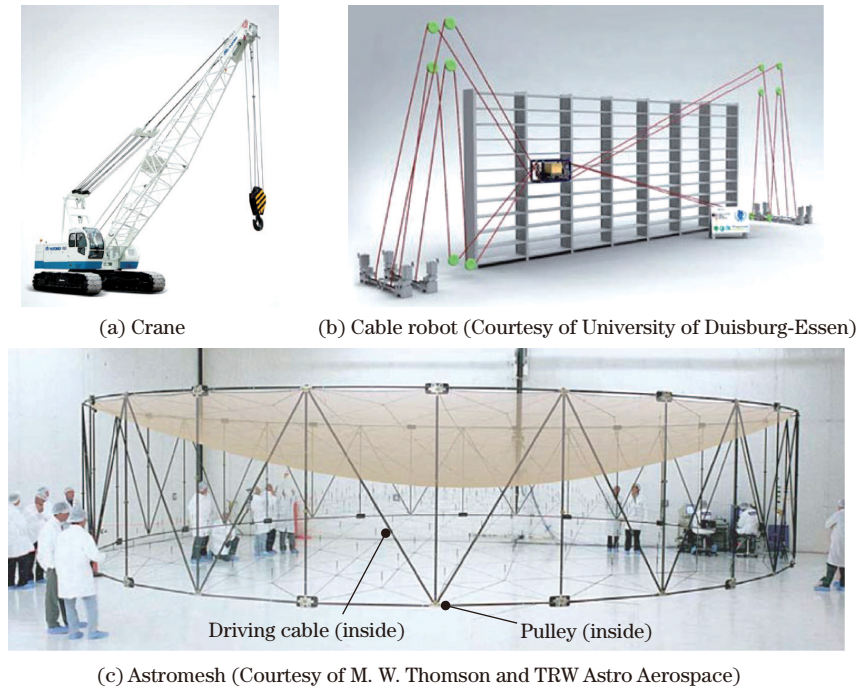 (a) Crane
(b) Cable robot (Courtesy of University of Duisburg-Essen)
Driving cable (inside)
Pulley (inside)
(c) Astromesh (Courtesy of M. W. Thomson and TRW Astro Aerospace)